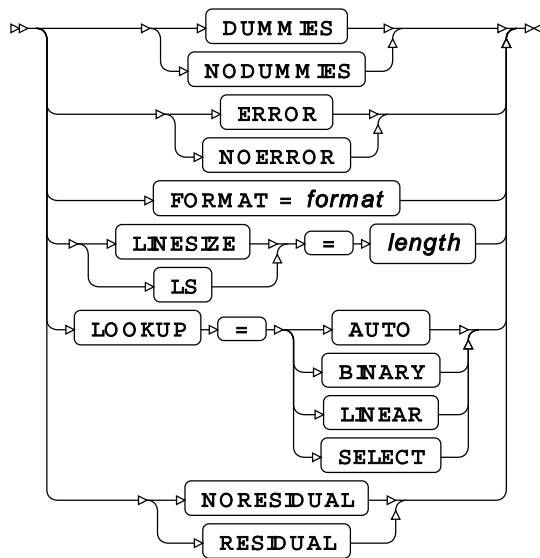 DUMMIES
NODUMMIES
ERROR
NOERROR
FORMAT = format
LINESIZE = length
LS
LOOKUP = AUTO
BINARY
LINEAR
SELECT
NORESIDUAL
RESIDUAL